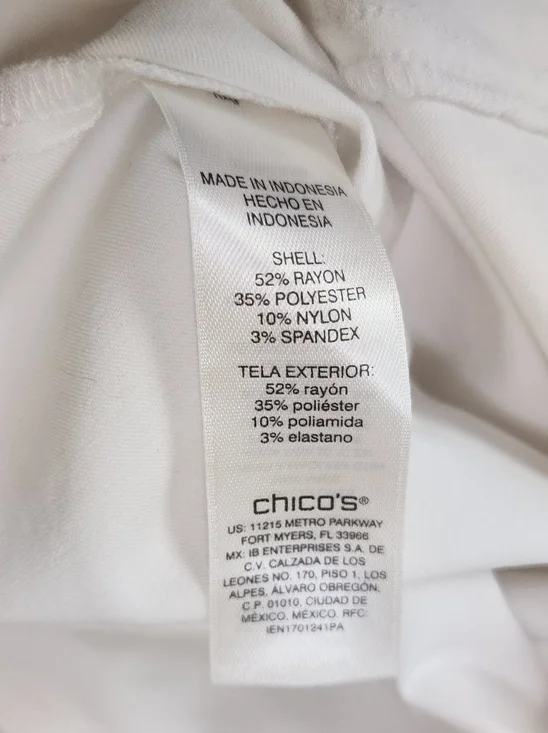 MADE IN INDONESIA
HECHO EN
INDONESIA
SHELL:
52% RAYON
35% POLYESTER
10% NYLON
3% SPANDEX
TELA EXTERIOR:
52% rayón
35% poliéster
10% poliamida
3% elastano
chico's®
US: 11215 METRO PARKWAY
FORT MYERS, FL 33966
MX: IB ENTERPRISES S.A. DE
C.V. CALZADA DE LOS
LEONES NO. 170, PISO 1, LOS
ALPES, ÁLVARO OBREGÓN,
C.P. 01010, CIUDAD DE
MÉXICO, MÉXICO. RFC:
IEN1701241PA